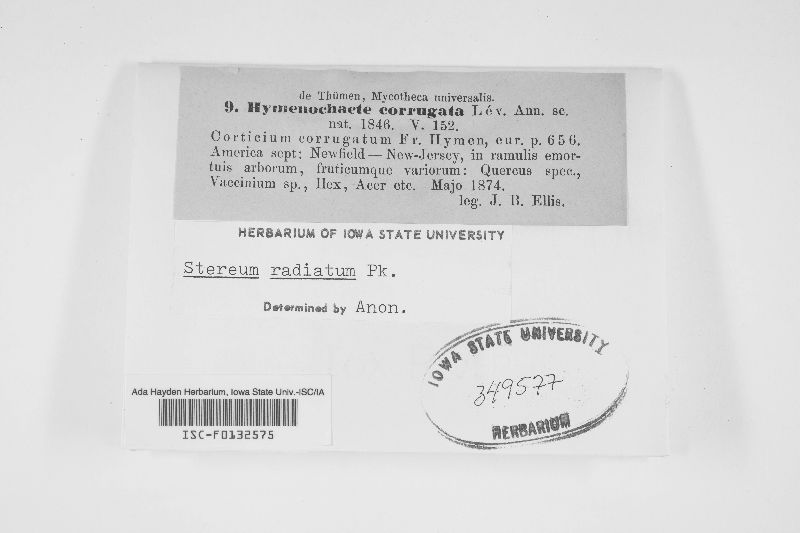 de Thümen, Mycotheca universalis.
9. Hymenochaete corrugata Lév. Ann. sc.
nat. 1846. V. 152.
Corticium corrugatum Fr. Hymen, eur. p. 656.
America sept: Newfield—New-Jersey, in ramulis emor-
tuis arborum, fruticumque variorum: Quercus spec.,
Vaccinium sp., Ilex, Acer etc. Majo 1874.
leg. J. B. Ellis.
HERBARIUM OF IOWA STATE UNIVERSITY
Stereum radiatum Pk.
Determined by Anon.
IOWA STATE UNIVERSITY
349577
HERBARIUM
Ada Hayden Herbarium, Iowa State Univ.-ISC/IA
ISC-F0132575